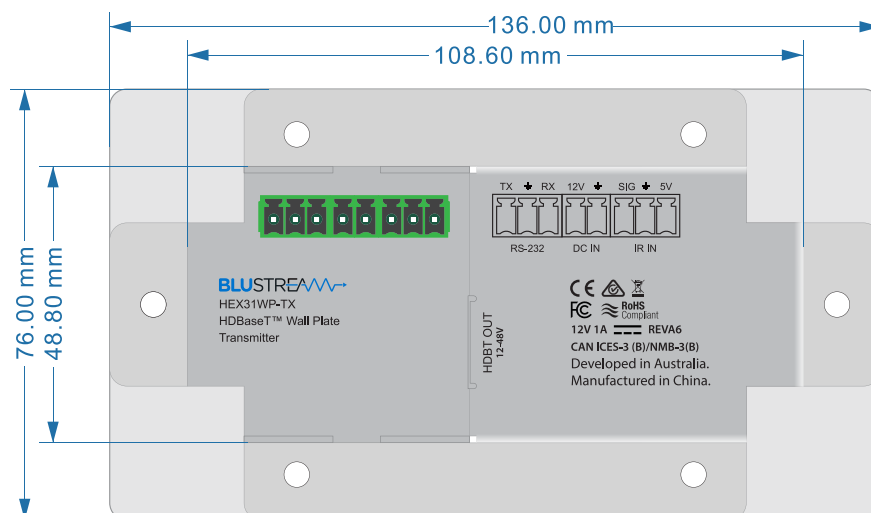 136.00 mm
108.60 mm
76.00 mm
48.80 mm
TX RX 12V SIG 5V
RS-232 DC IN IR IN
BLUSTREAM
HEX31WP-TX
HDBaseT™ Wall Plate
Transmitter
HDBT OUT
12-48V
CE
FC RoHS
Compliant
12V 1A REVA6
CAN ICES-3 (B)/NMB-3(B)
Developed in Australia.
Manufactured in China.